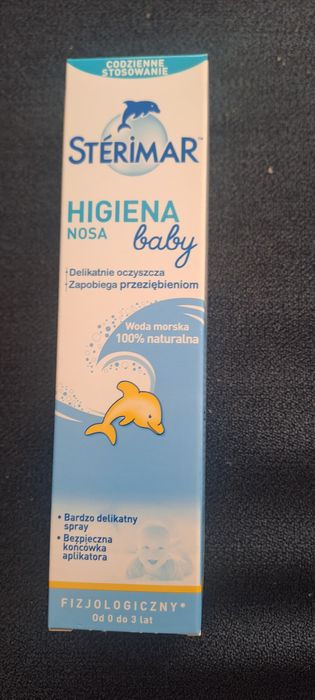 CODZIENNE
STOSOWANIE
STÉRIMAR™
HIGIENA
NOSA baby
· Delikatnie oczyszcza
· Zapobiega przeziębieniom
Woda morska
100% naturalna
• Bardzo delikatny
spray
• Bezpieczna
końcówka
aplikatora
FIZJOLOGICZNY*
Od 0 do 3 lat